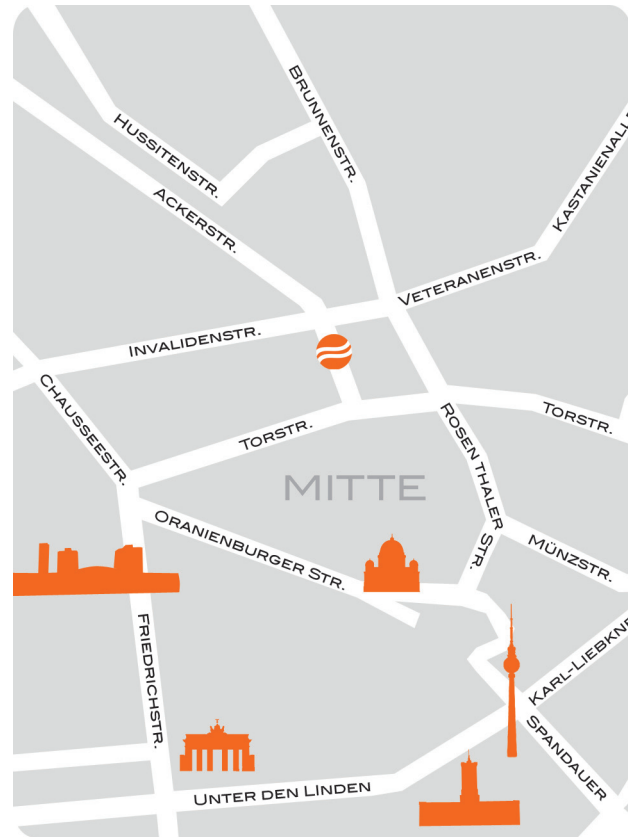 BRUNNENSTR.
HUSSITENSTR.
KASTANIENALL
ACKERSTR.
VETERANENSTR.
INVALIDENSTR.
CHAUSSEESTR.
TORSTR.
TORSTR.
ROSEN THALER STR.
MITTE
ORANIENBURGER STR.
MÜNZSTR.
FRIEDRICHSTR.
KARL-LIEBKNE
SPANDAUER
UNTER DEN LINDEN